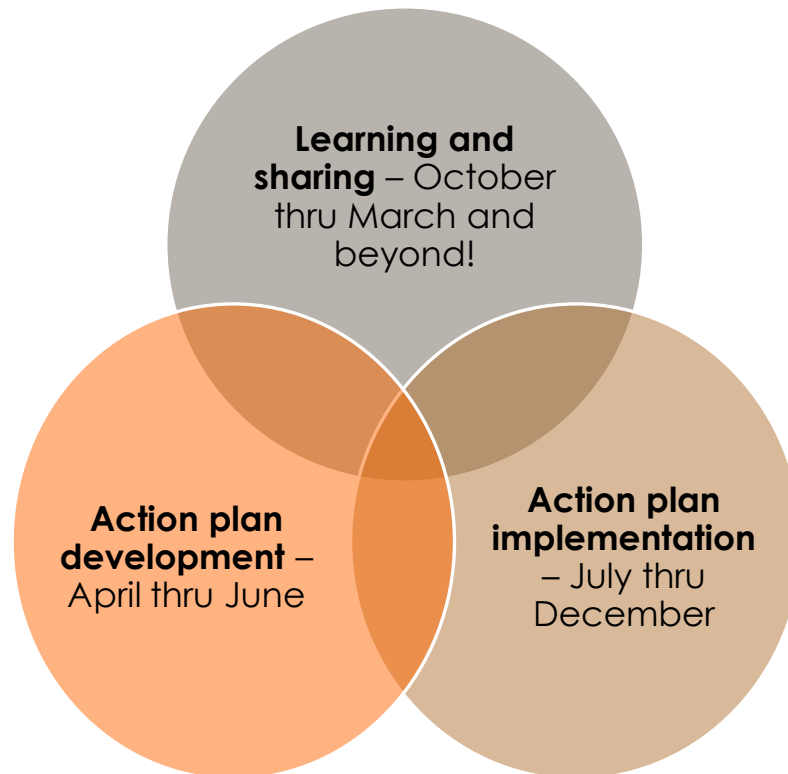 Learning and
sharing – October
thru March and
beyond!
Action plan
development –
April thru June
Action plan
implementation
– July thru
December